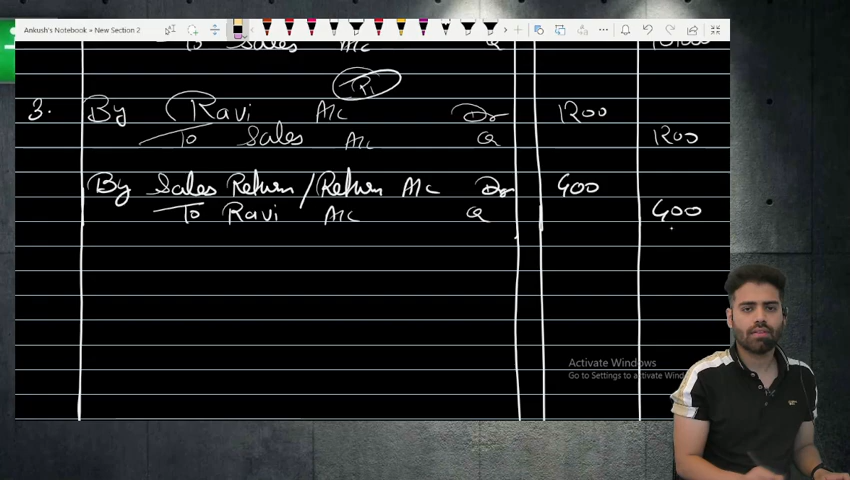 Ankush's Notebook » New Section 2
To Sales A/c
3. By Ravi A/c Dr 1200
To Sales A/c Cr 1200
By Sales Return / Return A/c Dr 400
To Ravi A/c Cr 400
Activate Windows
Go to Settings to activate Wind